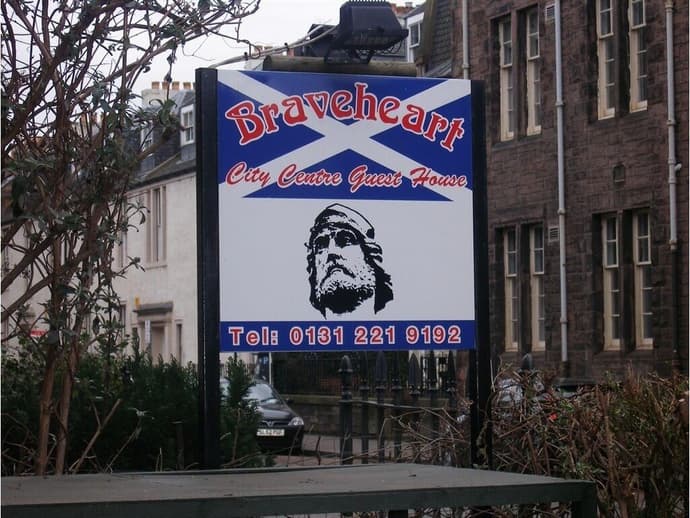 Braveheart
City Centre Guest House
Tel: 0131 221 9192